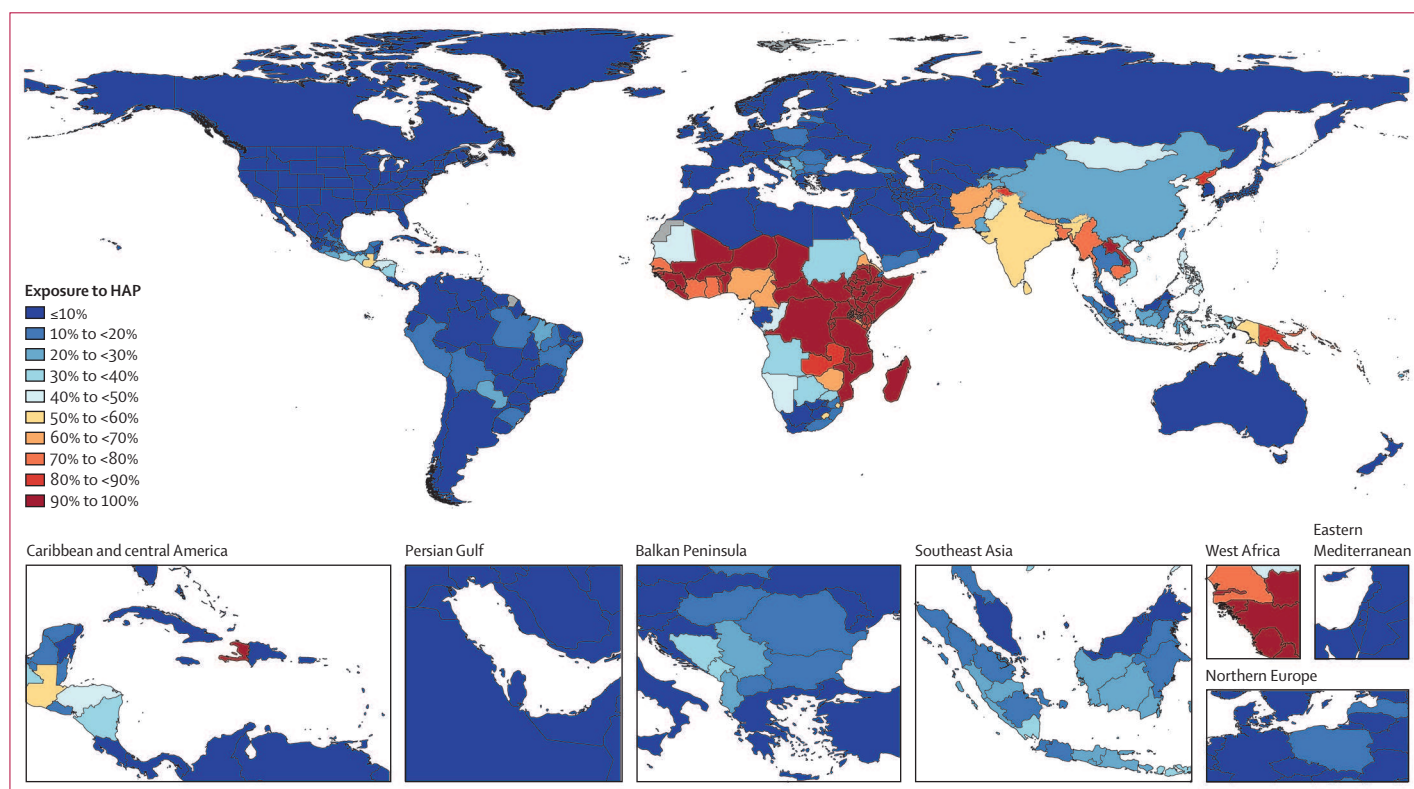 Exposure to HAP
≤10%
10% to <20%
20% to <30%
30% to <40%
40% to <50%
50% to <60%
60% to <70%
70% to <80%
80% to <90%
90% to 100%
Caribbean and central America
Persian Gulf
Balkan Peninsula
Southeast Asia
West Africa
Eastern
Mediterranean
Northern Europe